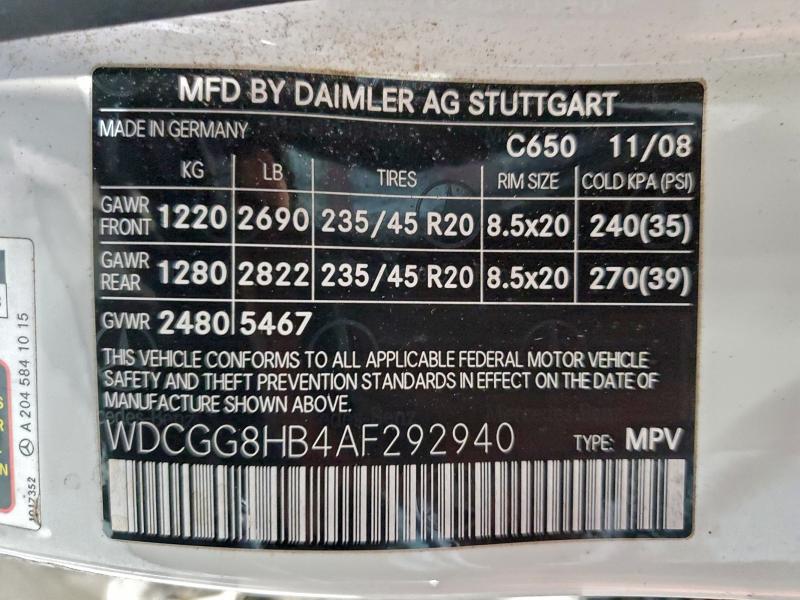 MFD BY DAIMLER AG STUTTGART
MADE IN GERMANY
C650 11/08
KG LB TIRES RIM SIZE COLD KPA (PSI)
GAWR FRONT 1220 2690 235/45 R20 8.5x20 240(35)
GAWR REAR 1280 2822 235/45 R20 8.5x20 270(39)
GVWR 2480 5467
THIS VEHICLE CONFORMS TO ALL APPLICABLE FEDERAL MOTOR VEHICLE
SAFETY AND THEFT PREVENTION STANDARDS IN EFFECT ON THE DATE OF
MANUFACTURE SHOWN ABOVE.
WDCGG8HB4AF292940 TYPE: MPV
A 204 584 10 15
1017352